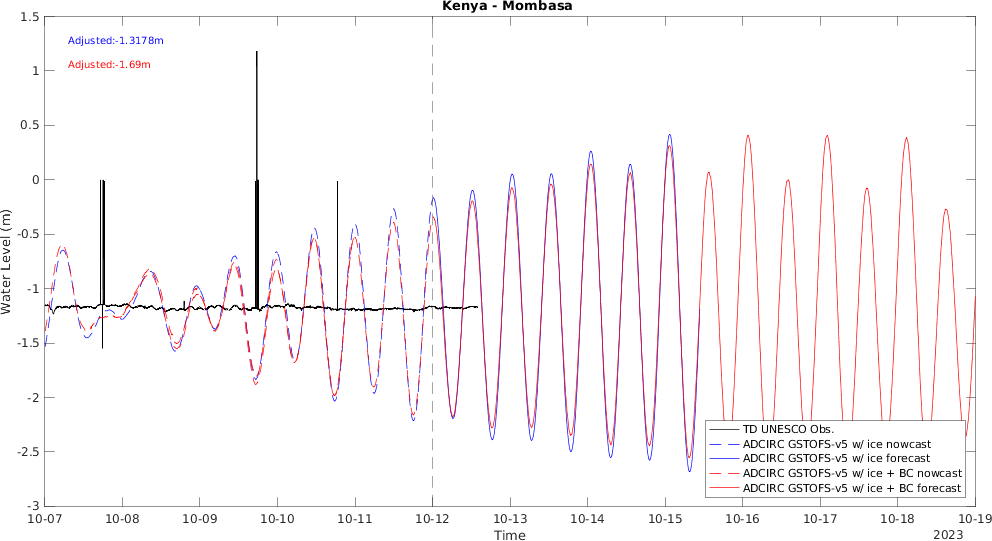 Kenya - Mombasa
Adjusted:-1.3178m
Adjusted:-1.69m
Water Level (m)
1.5
1
0.5
0
-0.5
-1
-1.5
-2
-2.5
-3
TD UNESCO Obs.
ADCIRC GSTOFS-v5 w/ ice nowcast
ADCIRC GSTOFS-v5 w/ ice forecast
ADCIRC GSTOFS-v5 w/ ice + BC nowcast
ADCIRC GSTOFS-v5 w/ ice + BC forecast
10-07 10-08 10-09 10-10 10-11 10-12 10-13 10-14 10-15 10-16 10-17 10-18 10-19
Time
2023